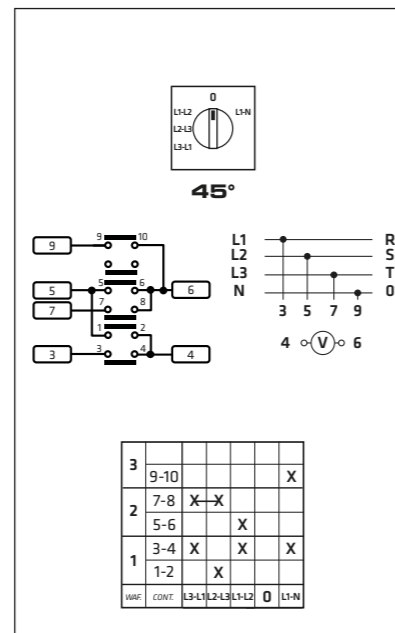 0
L1-L2 L1-N
L2-L3
L3-L1
45°
9 9 10
5 5 6 6
7 7 8
1 2
3 3 4 4
L1 R
L2 S
L3 T
N 0
3 5 7 9
4 V 6
3
9-10 X
2 7-8 X X
5-6 X
1 3-4 X X X
1-2 X
WAF. CONT. L3-L1 L2-L3 L1-L2 0 L1-N